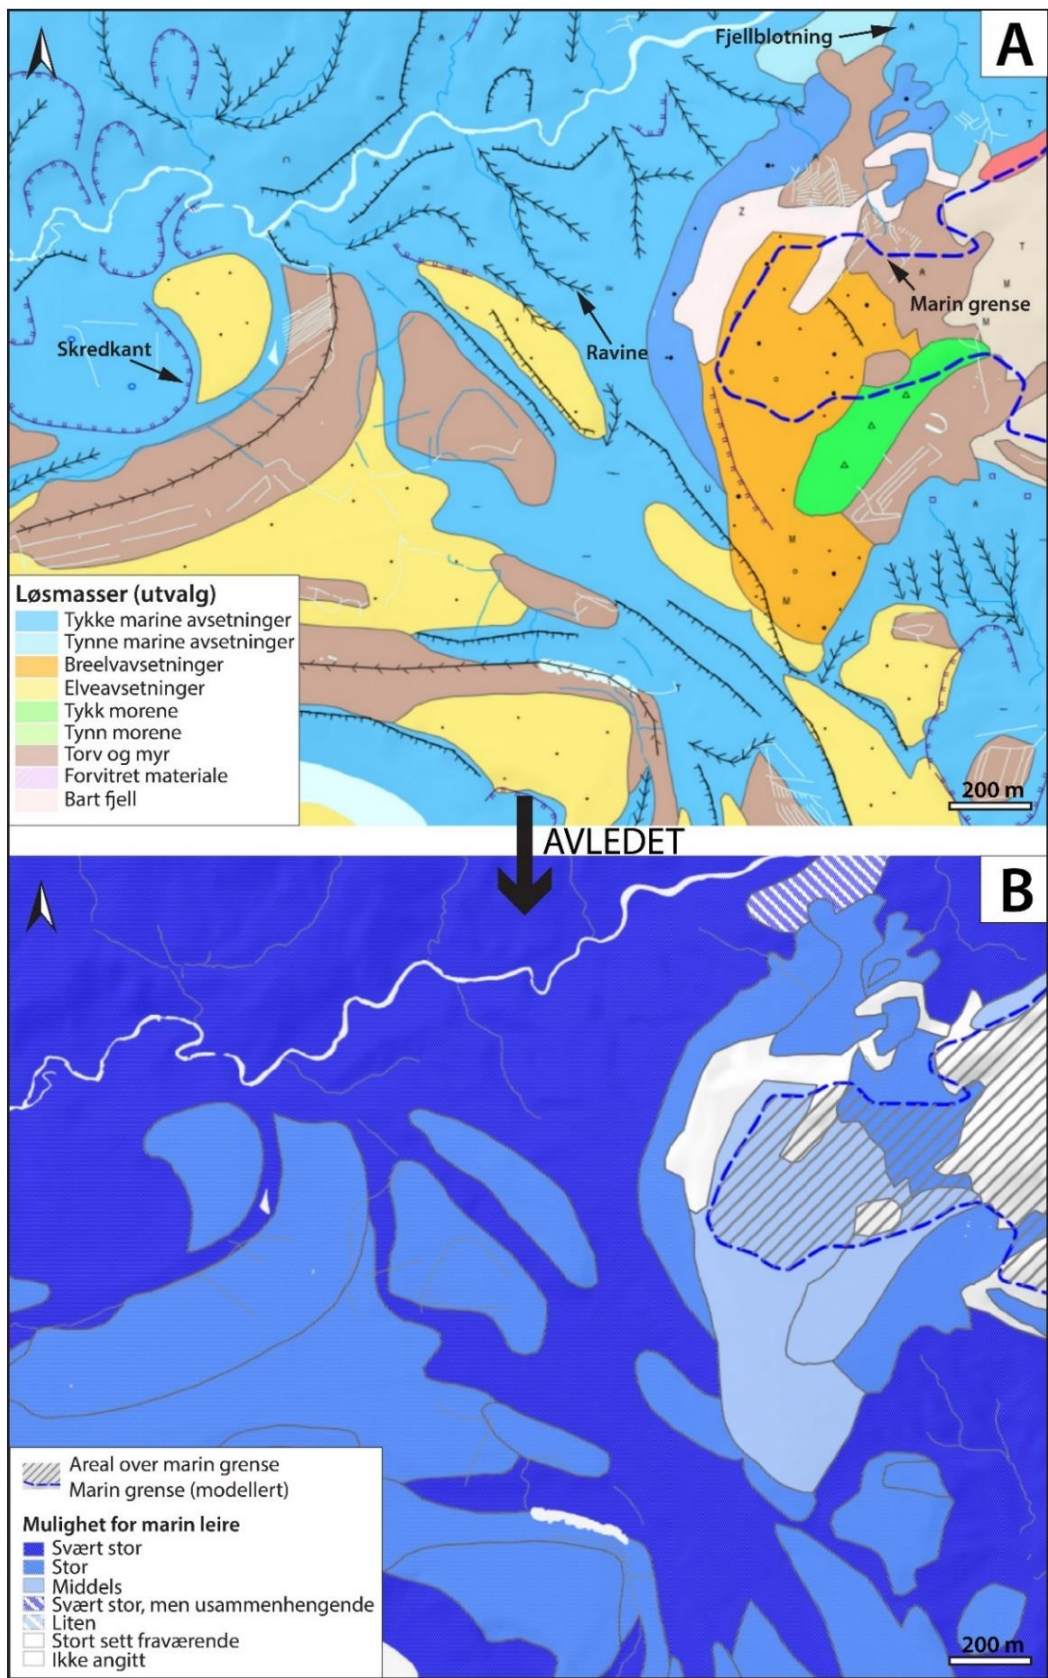 Fjellblotning
A
Marin grense
Skredkant
Ravine
Z
T
T
T
T
M
M
U
M
M
Løsmasser (utvalg)
Tykke marine avsetninger
Tynne marine avsetninger
Breelvavsetninger
Elveavsetninger
Tykk morene
Tynn morene
Torv og myr
Forvitret materiale
Bart fjell
200 m
AVLEDET
B
Areal over marin grense
Marin grense (modellert)
Mulighet for marin leire
Svært stor
Stor
Middels
Svært stor, men usammenhengende
Liten
Stort sett fraværende
Ikke angitt
200 m